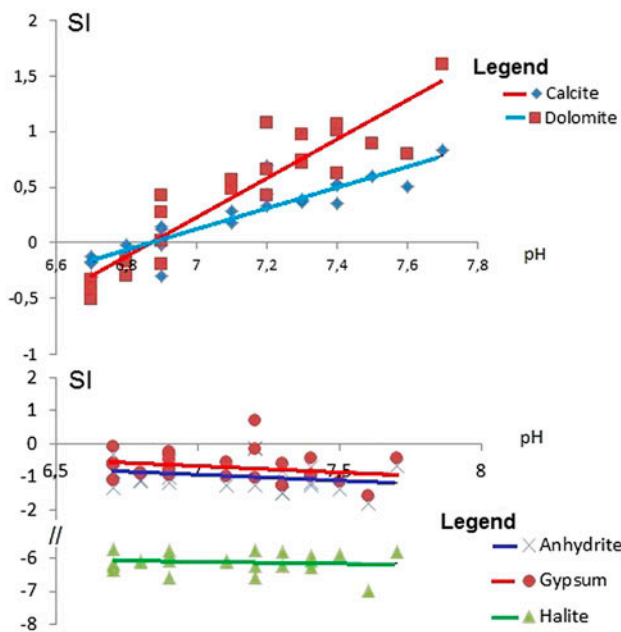 SI
2
1,5
Legend
1
Calcite
Dolomite
0,5
0
6,6 6,8 7 7,2 7,4 7,6 7,8
pH
-0,5
-1
SI
2
1
pH
0
6,5 7 7,5 8
-1
-2
//
Legend
-6
Anhydrite
-7
Gypsum
-8
Halite